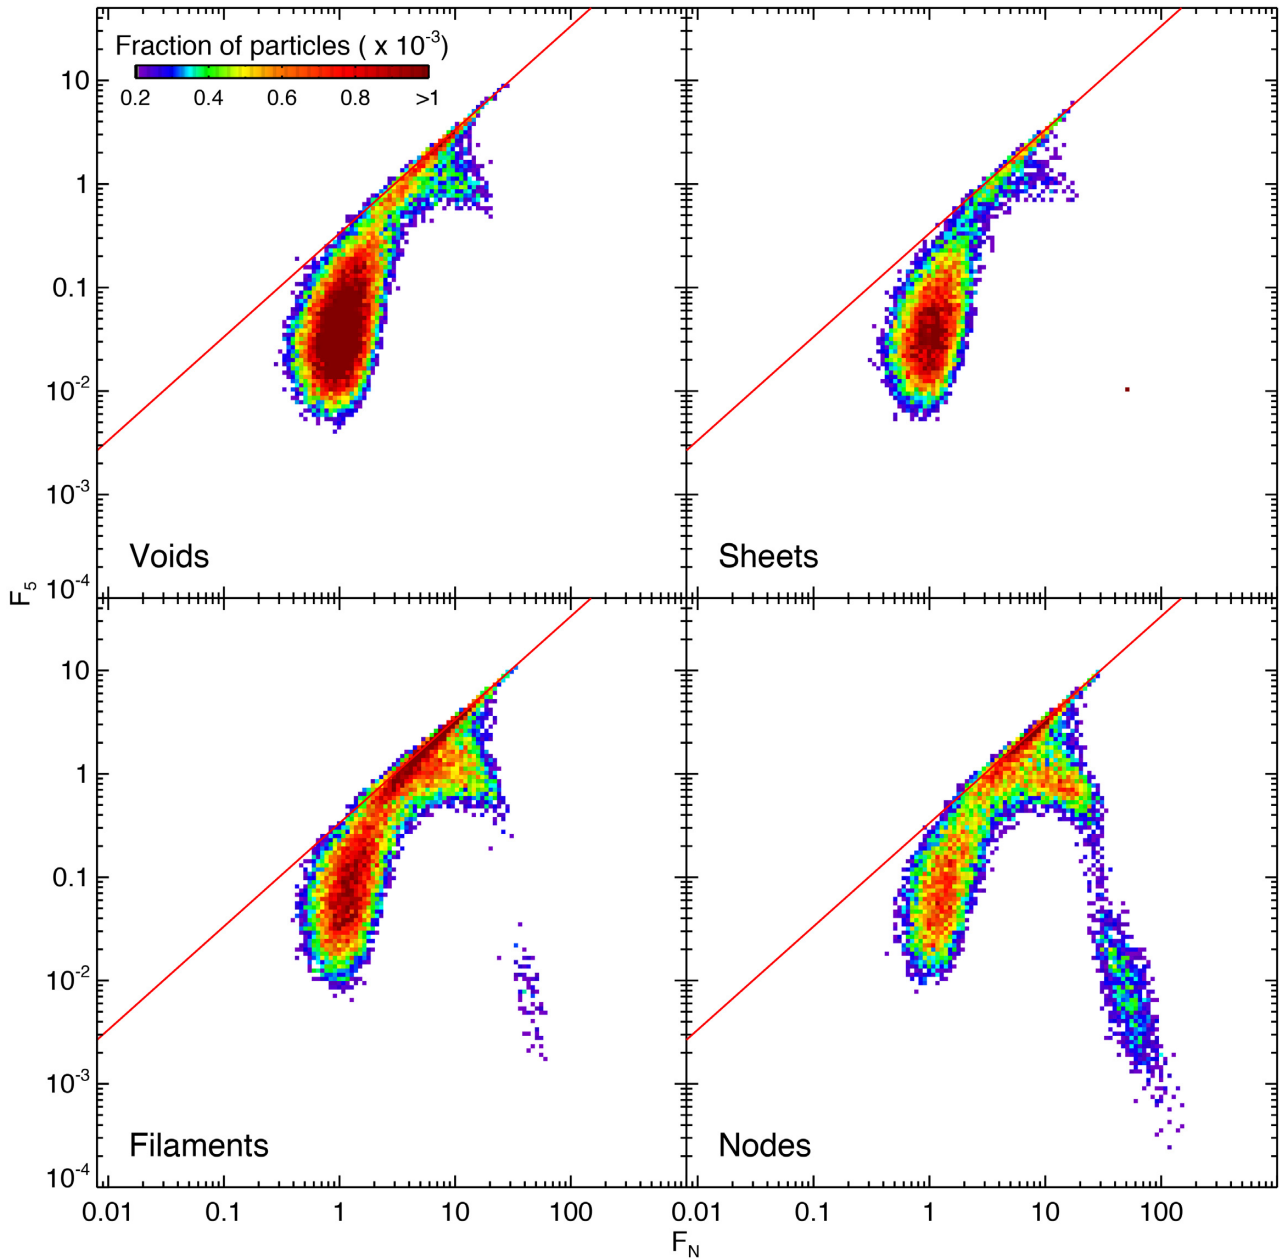 Fraction of particles ( x 10⁻³)
0.2 0.4 0.6 0.8 >1
10
1
0.1
10⁻²
10⁻³
10⁻⁴
Voids
Sheets
F₅
10
1
0.1
10⁻²
10⁻³
10⁻⁴
Filaments
Nodes
0.01 0.1 1 10 100 0.01 0.1 1 10 100
F_N